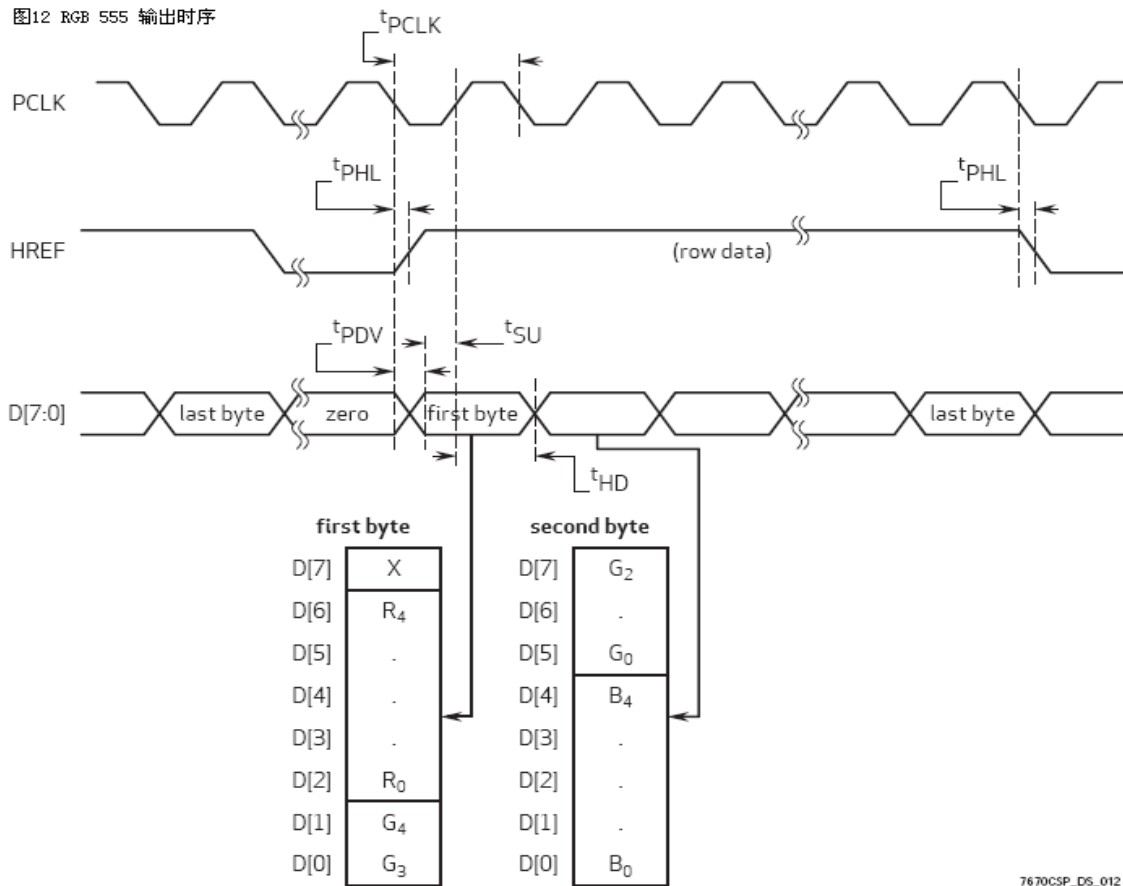 图12 RGB 555 输出时序
tPCLK
PCLK
tPHL
tPHL
HREF
(row data)
tPDV
tSU
D[7:0]
last byte
zero
first byte
last byte
tHD
first byte
D[7] X
D[6] R4
D[5] .
D[4] .
D[3] .
D[2] R0
D[1] G4
D[0] G3
second byte
D[7] G2
D[6] .
D[5] G0
D[4] B4
D[3] .
D[2] .
D[1] .
D[0] B0
7670CSP_DS_012